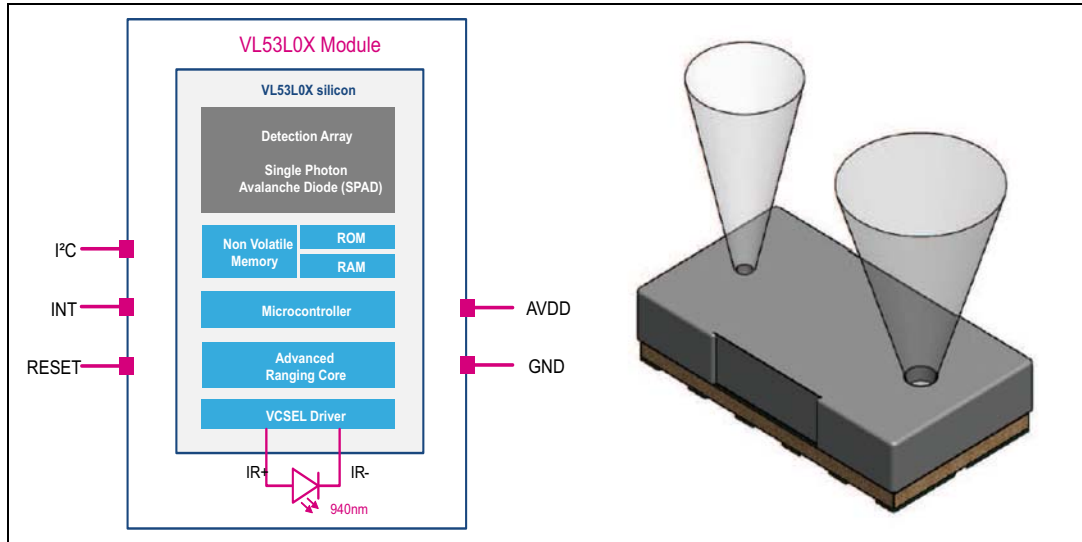 VL53L0X Module
VL53L0X silicon
Detection Array
Single Photon
Avalanche Diode (SPAD)
Non Volatile
Memory
ROM
RAM
Microcontroller
Advanced
Ranging Core
VCSEL Driver
IR+
IR-
940nm
I²C
INT
RESET
AVDD
GND